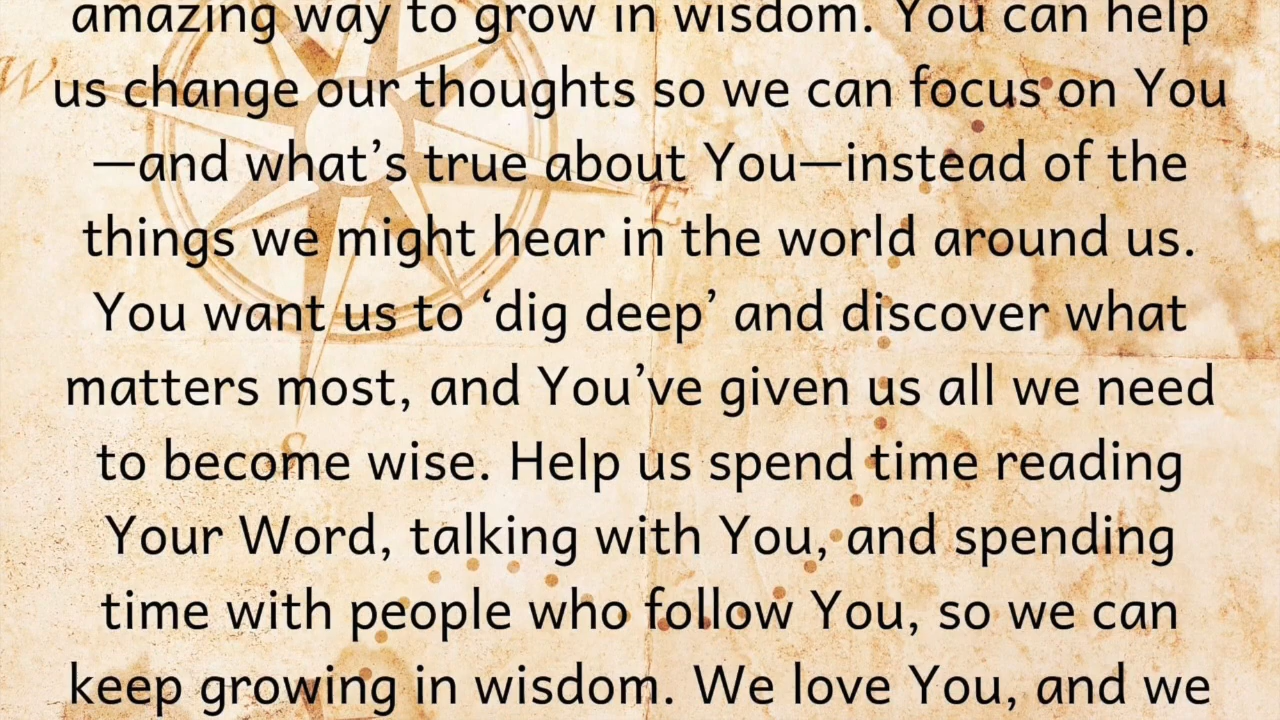 amazing way to grow in wisdom. You can help
us change our thoughts so we can focus on You
—and what’s true about You—instead of the
things we might hear in the world around us.
You want us to ‘dig deep’ and discover what
matters most, and You’ve given us all we need
to become wise. Help us spend time reading
Your Word, talking with You, and spending
time with people who follow You, so we can
keep growing in wisdom. We love You, and we
W
E
S